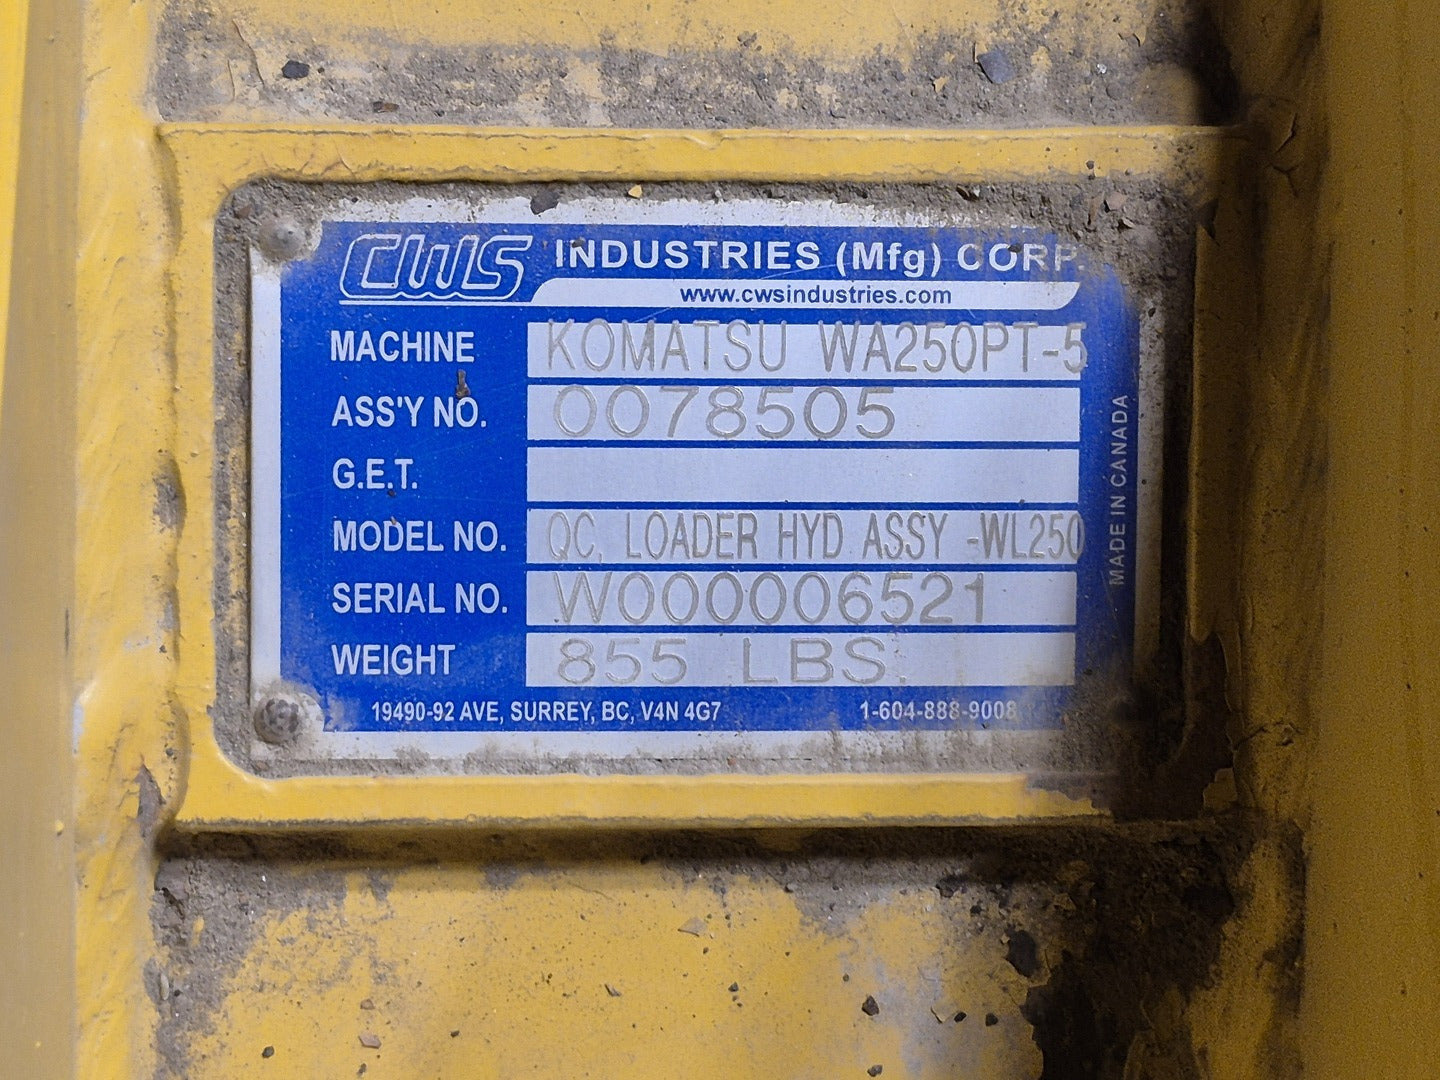 CWS INDUSTRIES (Mfg) CORP.
www.cwsindustries.com
MACHINE KOMATSU WA250PT-5
ASS'Y NO. 0078505
G.E.T.
MODEL NO. QC, LOADER HYD ASSY -WL250
SERIAL NO. W000006521
WEIGHT 855 LBS.
19490-92 AVE, SURREY, BC, V4N 4G7 1-604-888-9008
MADE IN CANADA